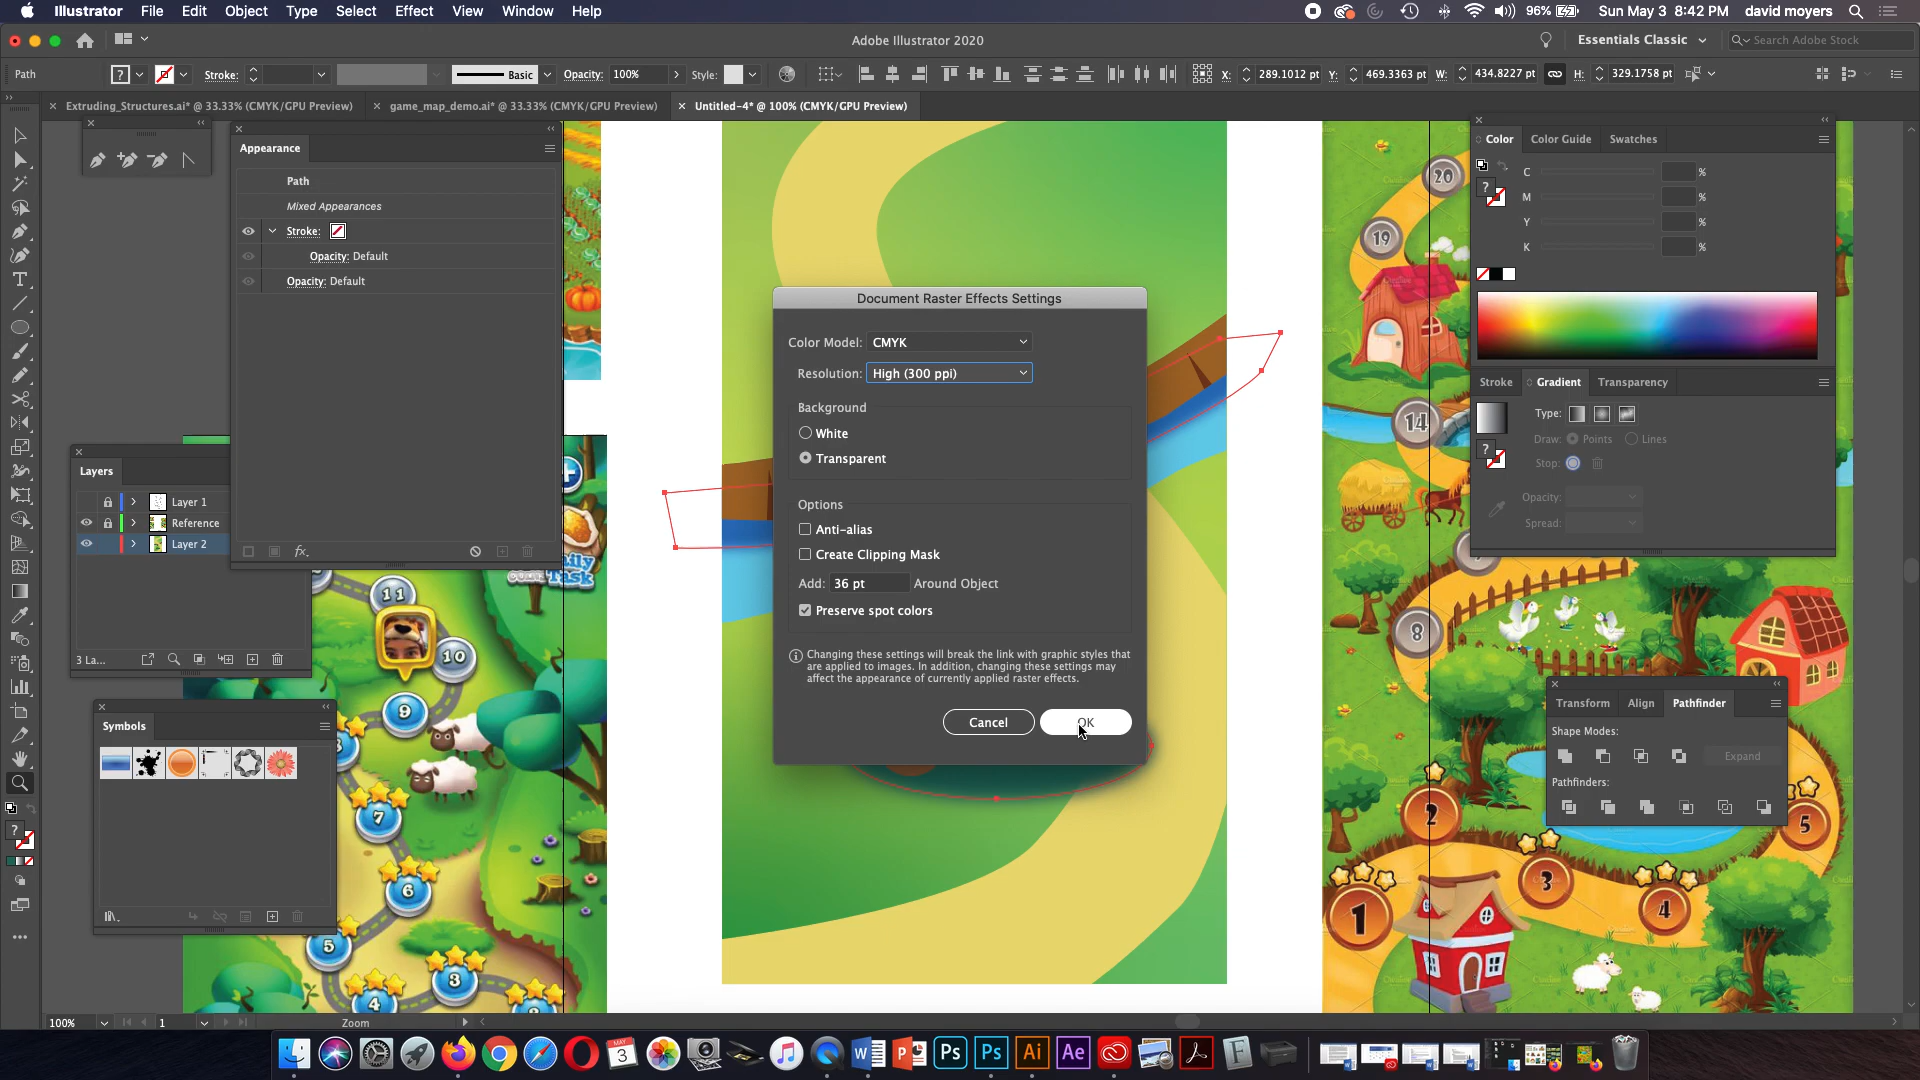 Illustrator File Edit Object Type Select Effect View Window Help 96% Sun May 3 8:42 PM david moyers
Adobe Illustrator 2020 Essentials Classic Search Adobe Stock
Path ? Stroke: Basic Opacity: 100% Style: X: 289.1012 pt Y: 469.3363 pt W: 434.8227 pt H: 329.1758 pt
Extruding_Structures.ai* @ 33.33% (CMYK/GPU Preview) game_map_demo.ai* @ 33.33% (CMYK/GPU Preview) Untitled-4* @ 100% (CMYK/GPU Preview)
Appearance
Path
Mixed Appearances
Stroke:
Opacity: Default
Opacity: Default
fx.
Layers
Layer 1
Reference
Layer 2
3 La...
Symbols
Document Raster Effects Settings
Color Model: CMYK
Resolution: High (300 ppi)
Background
White
Transparent
Options
Anti-alias
Create Clipping Mask
Add: 36 pt Around Object
Preserve spot colors
Changing these settings will break the link with graphic styles that
are applied to images. In addition, changing these settings may
affect the appearance of currently applied raster effects.
Cancel OK
Color Color Guide Swatches
C %
M %
Y %
K %
?
Stroke Gradient Transparency
Type:
Draw: Points Lines
Stop:
Opacity:
Spread:
?
Transform Align Pathfinder
Shape Modes:
Expand
Pathfinders:
Task
11
10
9
7
6
5
4
3
20
19
14
8
2
5
3
4
1
?
100% 1 Zoom
MAY
3
W P Ps Ps Ai Ae